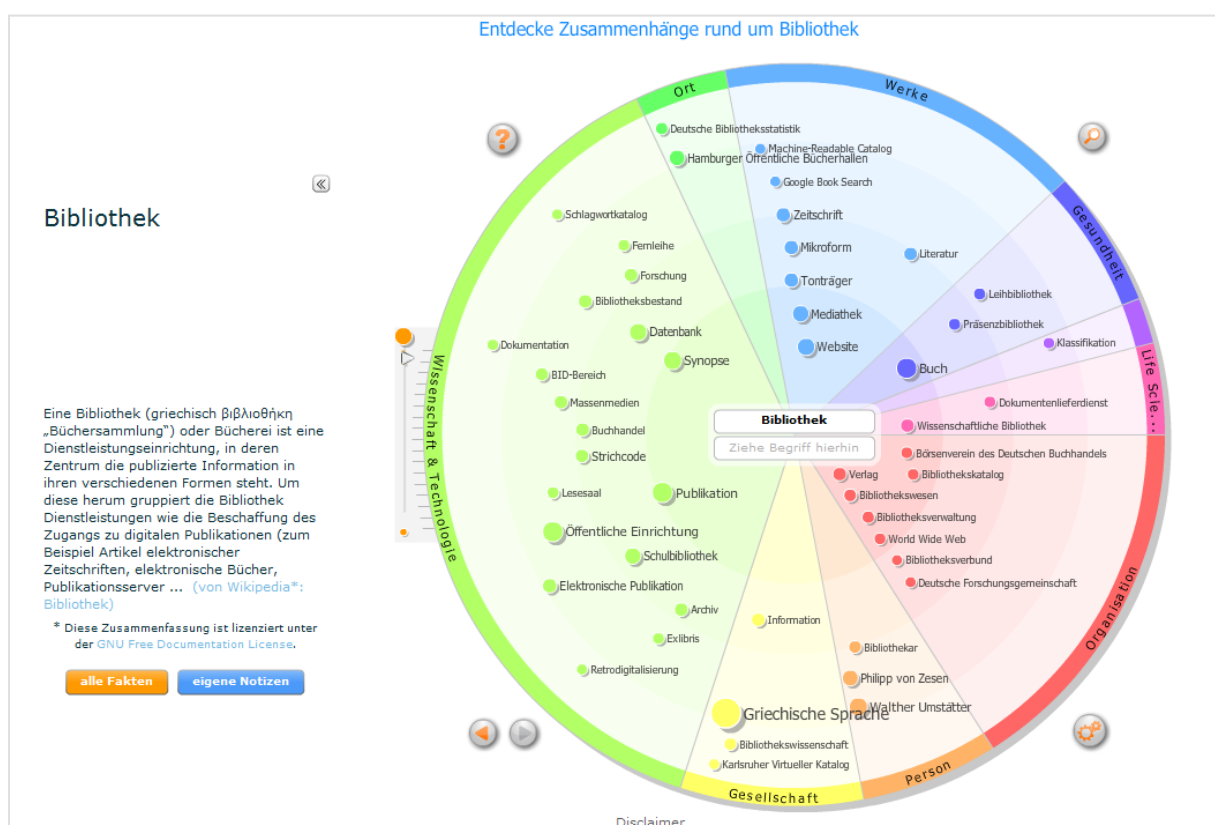 Entdecke Zusammenhänge rund um Bibliothek
Bibliothek
Eine Bibliothek (griechisch βιβλιοθήκη
„Büchersammlung“) oder Bücherei ist eine
Dienstleistungseinrichtung, in deren
Zentrum die publizierte Information in
ihren verschiedenen Formen steht. Um
diese herum gruppiert die Bibliothek
Dienstleistungen wie die Beschaffung des
Zugangs zu digitalen Publikationen (zum
Beispiel Artikel elektronischer
Zeitschriften, elektronische Bücher,
Publikationsserver ... (von Wikipedia*:
Bibliothek)
* Diese Zusammenfassung ist lizenziert unter
der GNU Free Documentation License.
alle Fakten
eigene Notizen
?
Ort
Deutsche Bibliotheksstatistik
Hamburger Öffentliche Bücherhallen
Werke
Machine-Readable Catalog
Google Book Search
Zeitschrift
Mikroform
Literatur
Tonträger
Mediathek
Website
Gesundheit
Leihbibliothek
Präsenzbibliothek
Buch
Klassifikation
Life Scie...
Dokumentenlieferdienst
Wissenschaftliche Bibliothek
Bibliothek
Ziehe Begriff hierhin
Organisation
Börsenverein des Deutschen Buchhandels
Verlag
Bibliothekskatalog
Bibliothekswesen
Bibliotheksverwaltung
World Wide Web
Bibliotheksverbund
Deutsche Forschungsgemeinschaft
Person
Bibliothekar
Philipp von Zesen
Walther Umstätter
Gesellschaft
Information
Griechische Sprache
Bibliothekswissenschaft
Karlsruher Virtueller Katalog
Wissenschaft & Technologie
Schlagwortkatalog
Fernleihe
Forschung
Bibliotheksbestand
Datenbank
Dokumentation
Synopse
BID-Bereich
Massenmedien
Buchhandel
Strichcode
Lesesaal
Publikation
Öffentliche Einrichtung
Schulbibliothek
Elektronische Publikation
Archiv
Exlibris
Retrodigitalisierung
Disclaimer